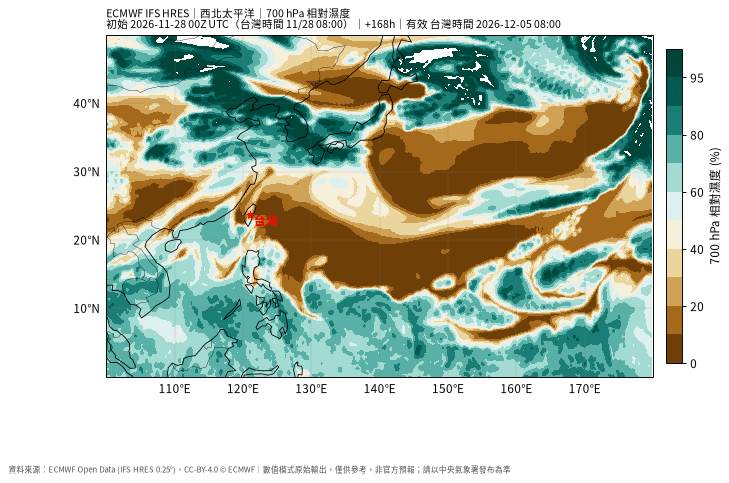 ECMWF IFS HRES｜西北太平洋｜700 hPa 相對濕度
初始 2026-11-28 00Z UTC（台灣時間 11/28 08:00）｜+168h｜有效 台灣時間 2026-12-05 08:00
40°N
30°N
20°N
10°N
110°E
120°E
130°E
140°E
150°E
160°E
170°E
台灣
95
80
60
40
20
0
700 hPa 相對濕度 (%)
資料來源：ECMWF Open Data (IFS HRES 0.25°)，CC-BY-4.0 © ECMWF｜數值模式原始輸出，僅供參考，非官方預報；請以中央氣象署發布為準